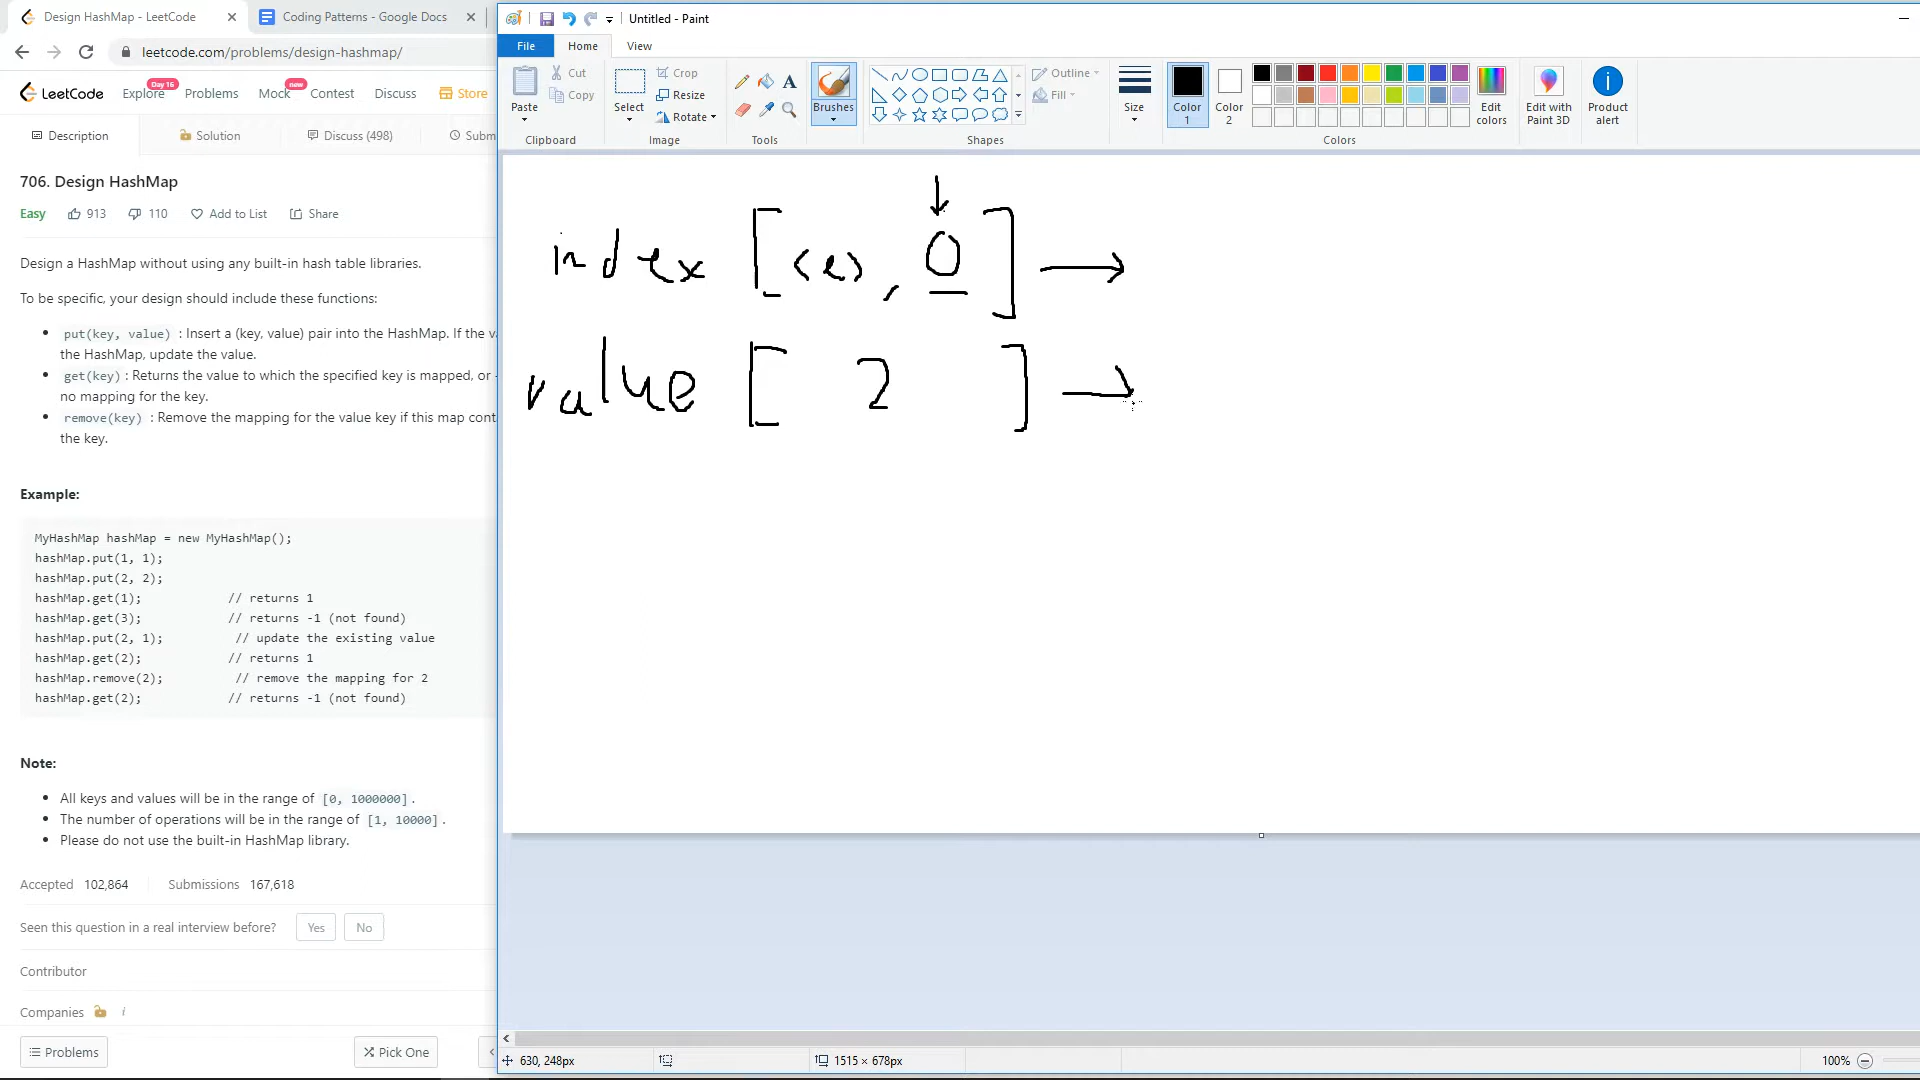 Design HashMap - LeetCode
Coding Patterns - Google Docs
Untitled - Paint
leetcode.com/problems/design-hashmap/
File Home View
LeetCode
Explore
Day 16
Problems
Mock
new
Contest
Discuss
Store
Paste
Cut
Copy
Clipboard
Select
Crop
Resize
Rotate
Image
A
Tools
Brushes
Shapes
Outline
Fill
Size
Color 1
Color 2
Edit colors
Colors
Edit with Paint 3D
Product alert
Description
Solution
Discuss (498)
Subm
706. Design HashMap
Easy 913 110 Add to List Share
Design a HashMap without using any built-in hash table libraries.
To be specific, your design should include these functions:
put(key, value) : Insert a (key, value) pair into the HashMap. If the va
the HashMap, update the value.
get(key) : Returns the value to which the specified key is mapped, or -
no mapping for the key.
remove(key) : Remove the mapping for the value key if this map cont
the key.
Example:
MyHashMap hashMap = new MyHashMap();
hashMap.put(1, 1);
hashMap.put(2, 2);
hashMap.get(1); // returns 1
hashMap.get(3); // returns -1 (not found)
hashMap.put(2, 1); // update the existing value
hashMap.get(2); // returns 1
hashMap.remove(2); // remove the mapping for 2
hashMap.get(2); // returns -1 (not found)
Note:
All keys and values will be in the range of [0, 1000000].
The number of operations will be in the range of [1, 10000].
Please do not use the built-in HashMap library.
Accepted 102,864 Submissions 167,618
Seen this question in a real interview before? Yes No
Contributor
Companies i
Problems
Pick One
index [ , 0 ]
value [ 2 ]
630, 248px
1515 × 678px
100%